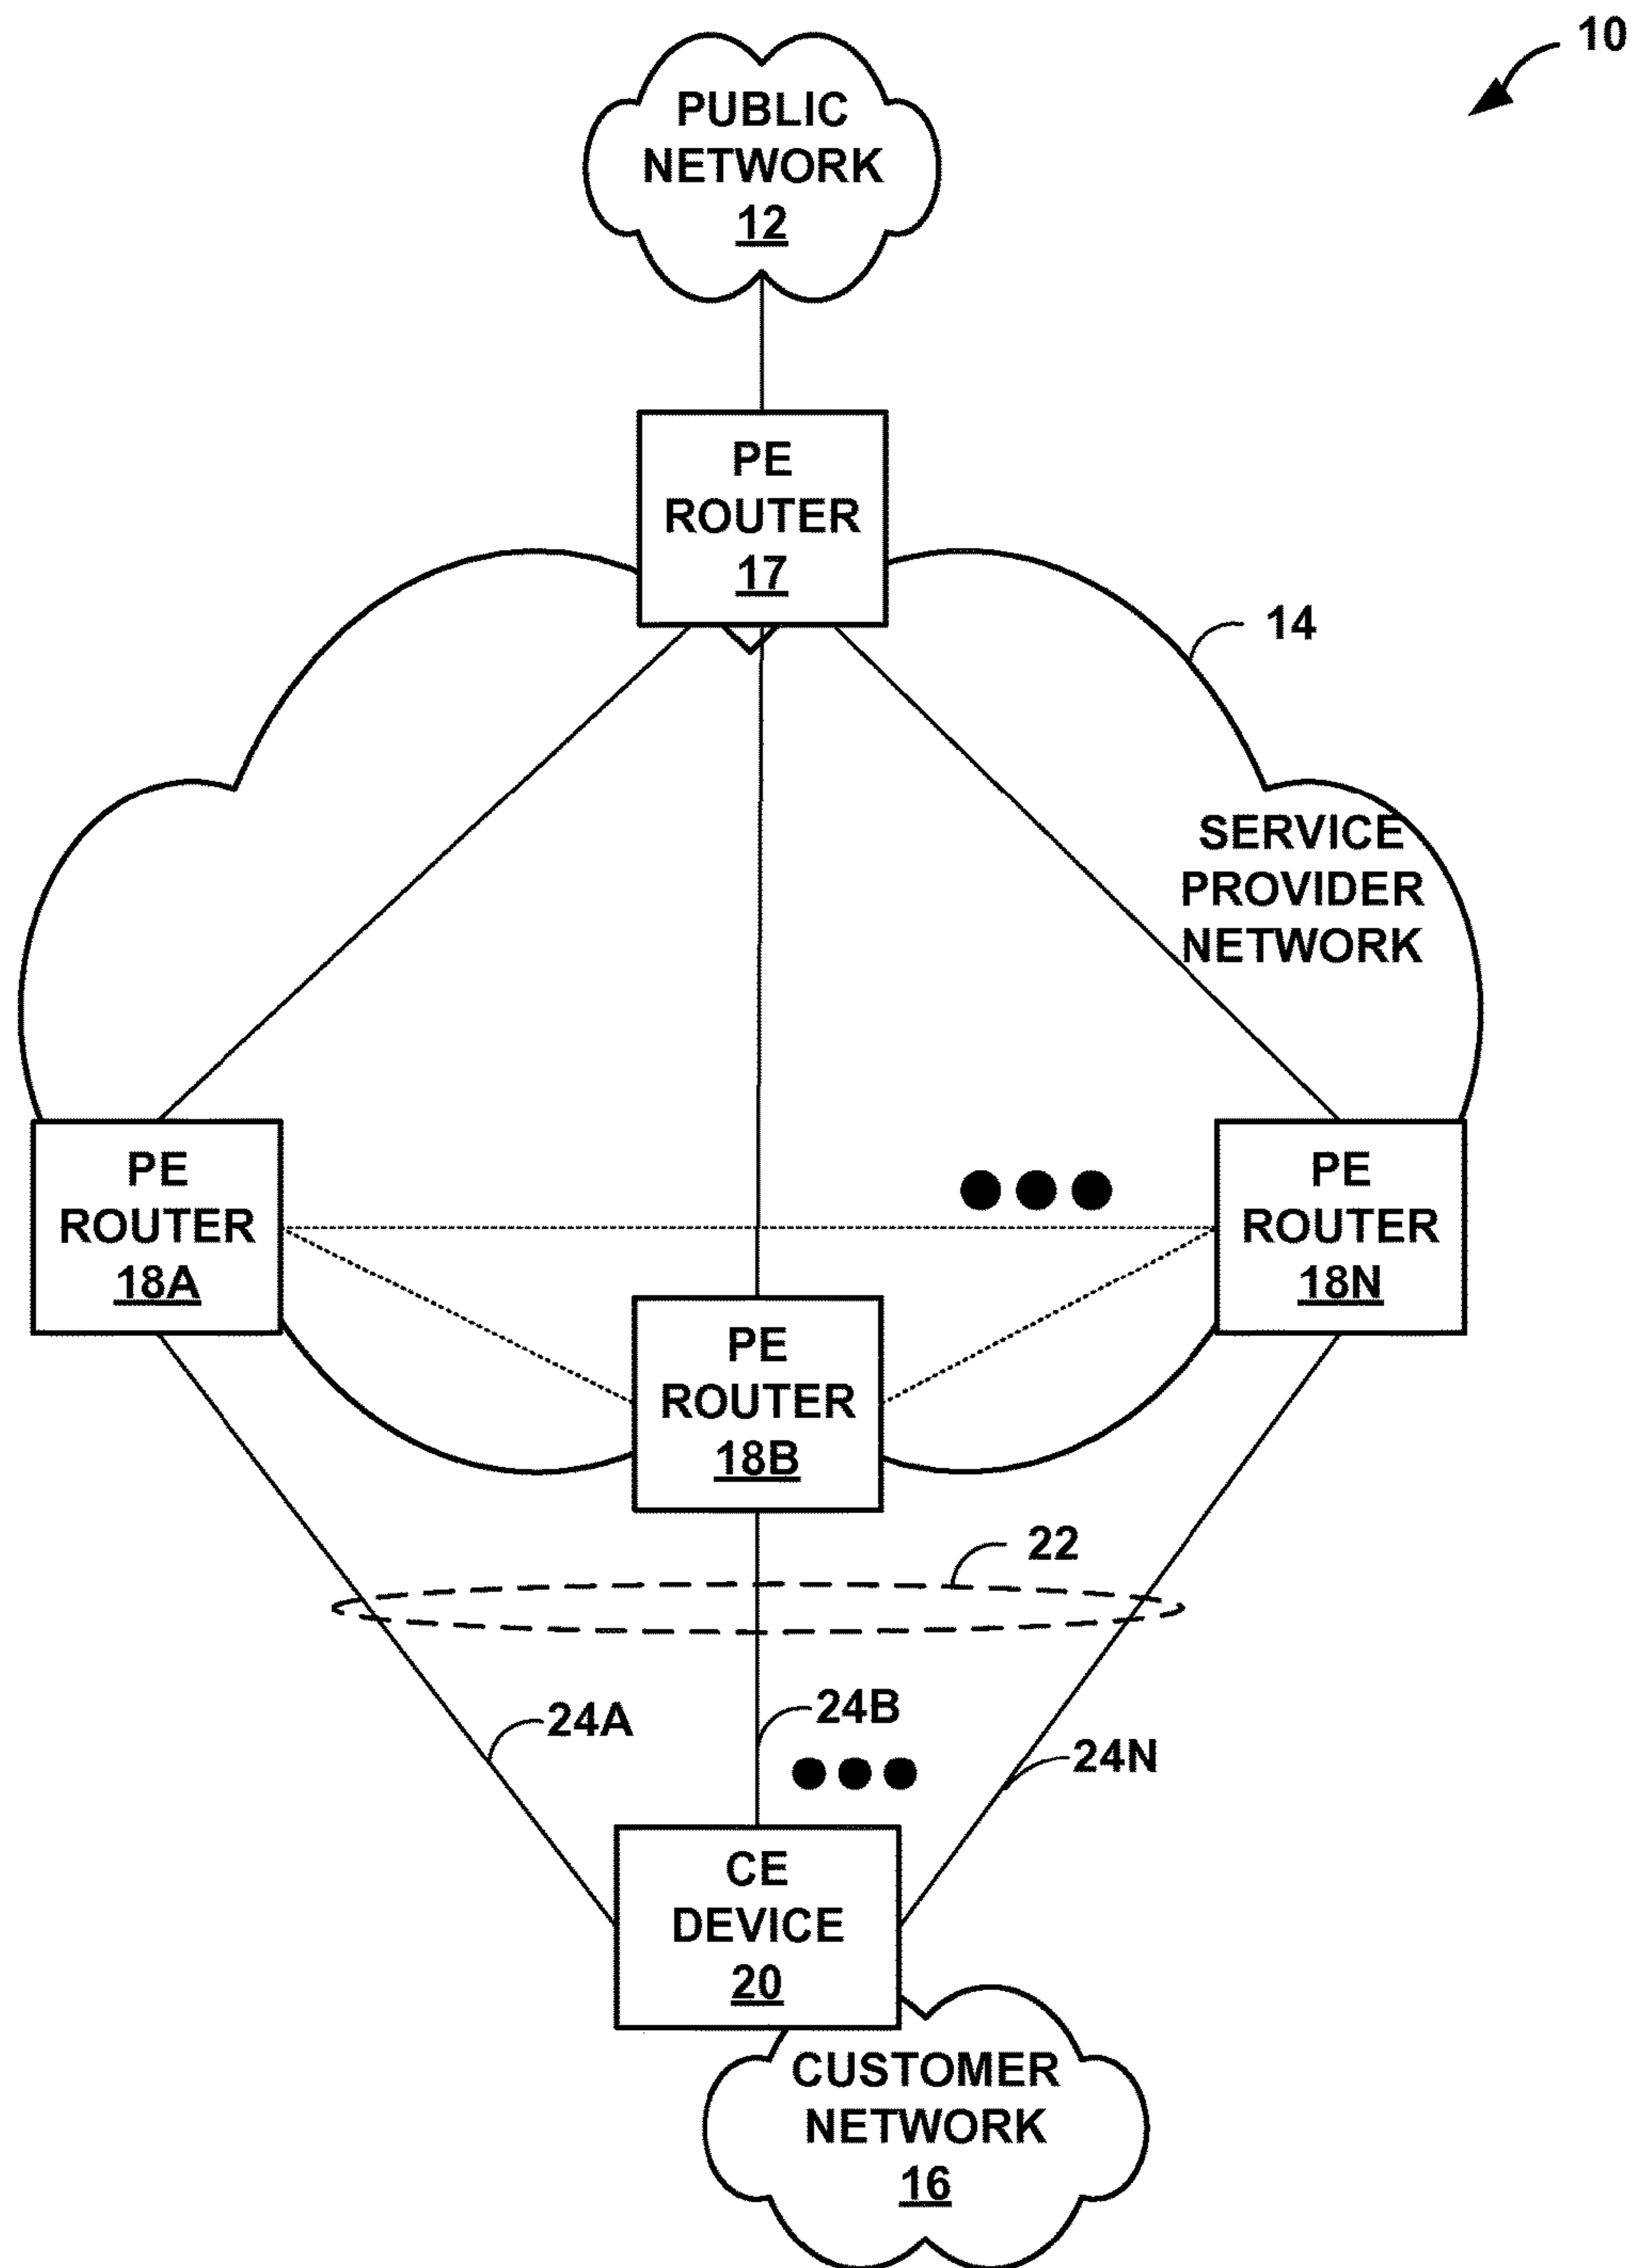 10
PUBLIC
NETWORK
12
PE
ROUTER
17
14
SERVICE
PROVIDER
NETWORK
PE
ROUTER
18A
PE
ROUTER
18N
PE
ROUTER
18B
22
24A
24B
24N
CE
DEVICE
20
CUSTOMER
NETWORK
16